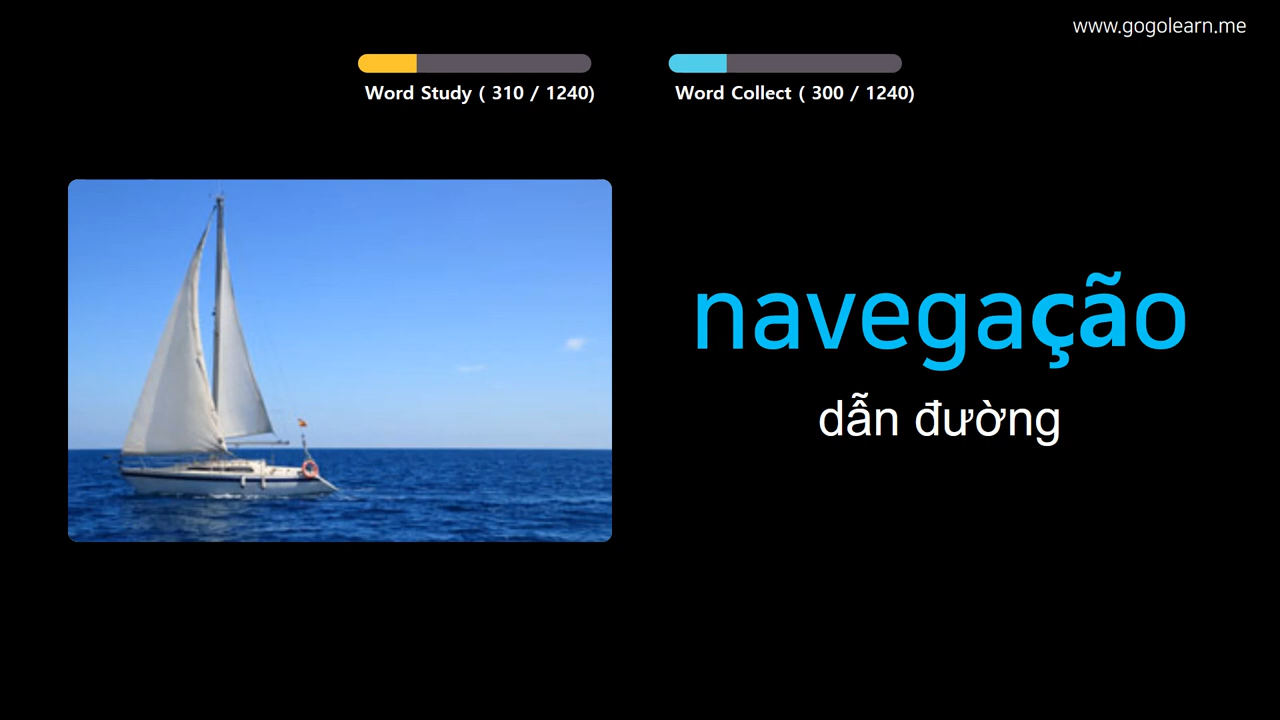 www.gogolearn.me
Word Study ( 310 / 1240)
Word Collect ( 300 / 1240)
navegação
dẫn đường